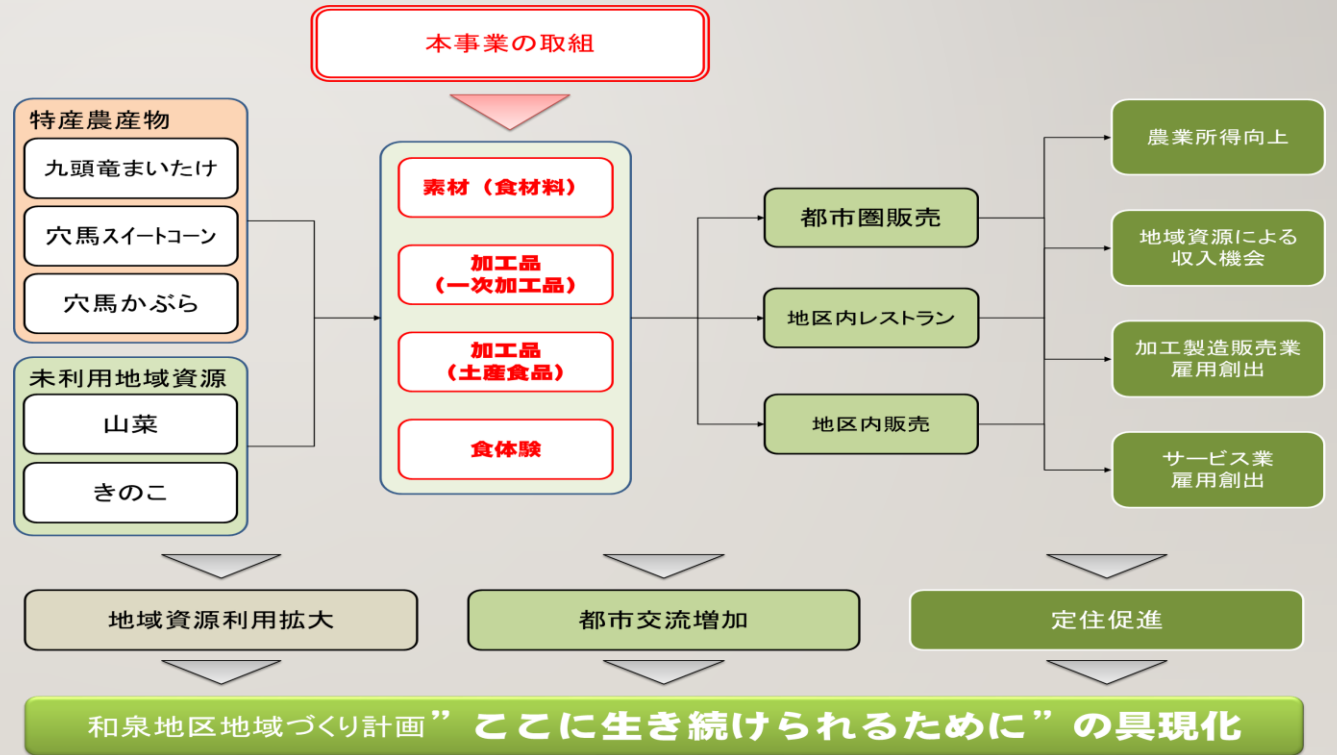 本事業の取組
特産農産物
九頭竜まいたけ
穴馬スイートコーン
穴馬かぶら
未利用地域資源
山菜
きのこ
素材（食材料）
加工品
（一次加工品）
加工品
（土産食品）
食体験
都市圏販売
地区内レストラン
地区内販売
農業所得向上
地域資源による
収入機会
加工製造販売業
雇用創出
サービス業
雇用創出
地域資源利用拡大
都市交流増加
定住促進
和泉地区地域づくり計画”ここに生き続けられるために”の具現化